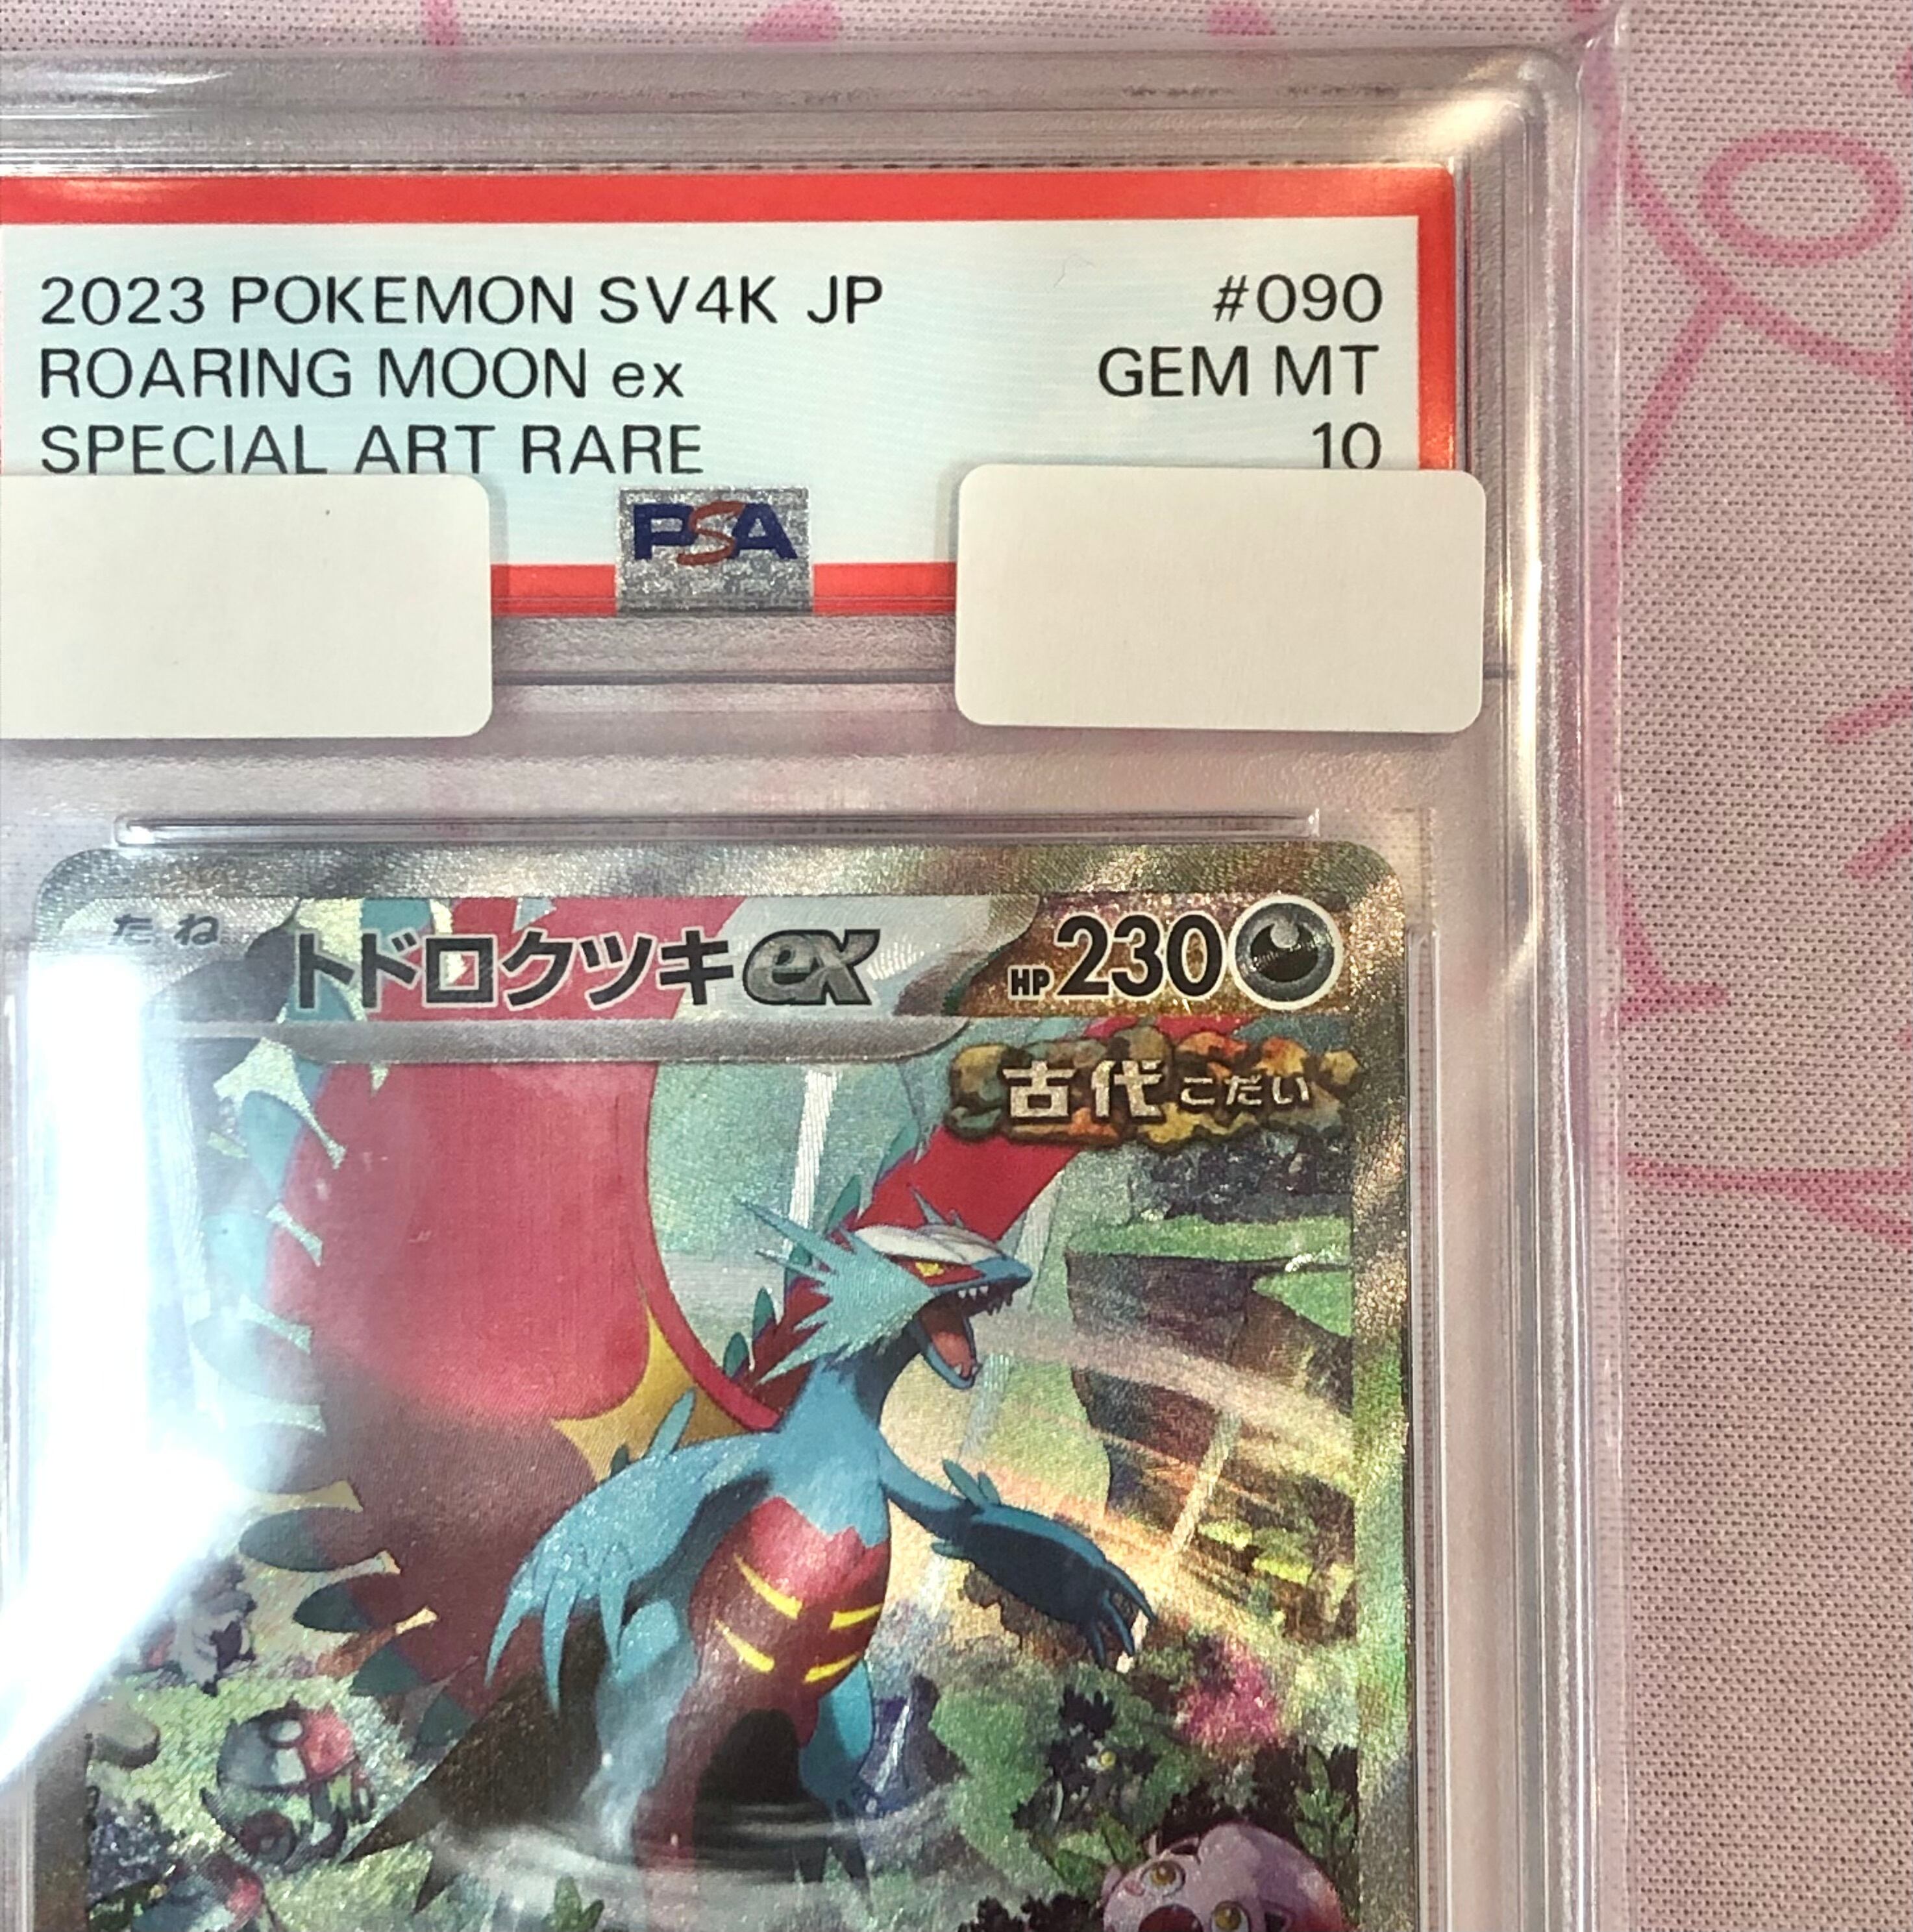 2023 POKEMON SV4K JP #090
ROARING MOON ex GEM MT
SPECIAL ART RARE 10
PSA
たね トドロクツキex HP230
古代 こだい